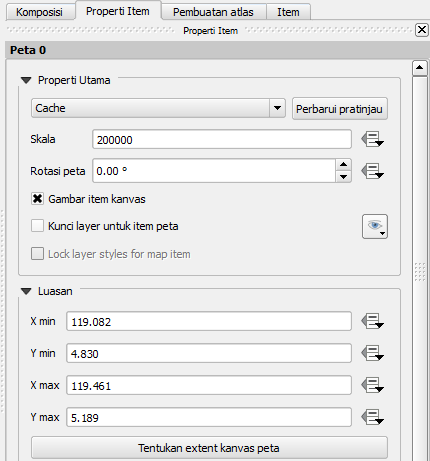 Komposisi Properti Item Pembuatan atlas Item
Properti Item
Peta 0
Properti Utama
Cache Perbarui pratinjau
Skala 200000
Rotasi peta 0.00 °
Gambar item kanvas
Kunci layer untuk item peta
Lock layer styles for map item
Luasan
X min 119.082
Y min 4.830
X max 119.461
Y max 5.189
Tentukan extent kanvas peta